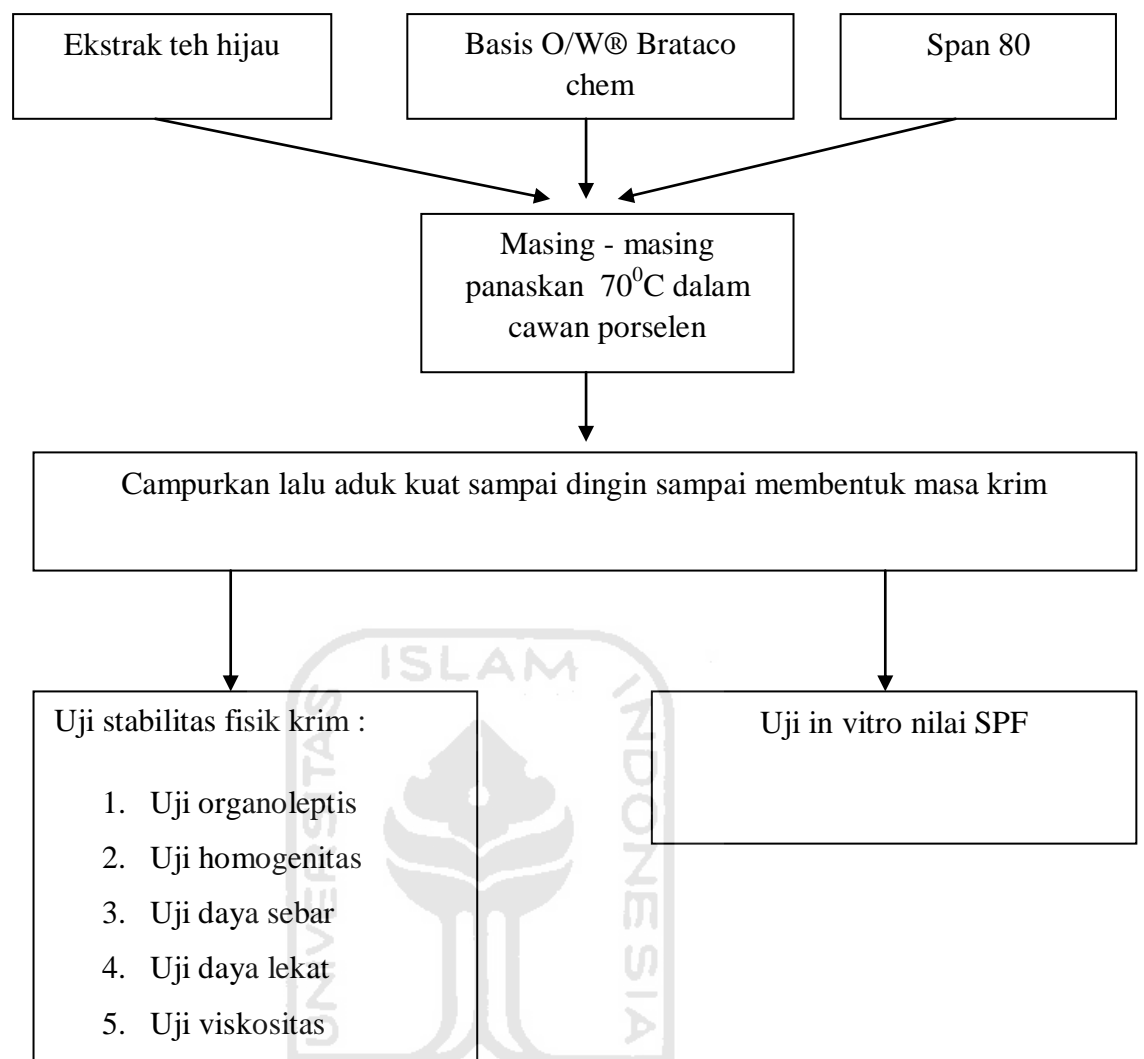 Ekstrak teh hijau
Basis O/W® Brataco
chem
Span 80
Masing - masing
panaskan 70⁰C dalam
cawan porselen
Campurkan lalu aduk kuat sampai dingin sampai membentuk masa krim
Uji stabilitas fisik krim :
1. Uji organoleptis
2. Uji homogenitas
3. Uji daya sebar
4. Uji daya lekat
5. Uji viskositas
Uji in vitro nilai SPF
UNIVERSITAS
ISLAM
INDONESIA